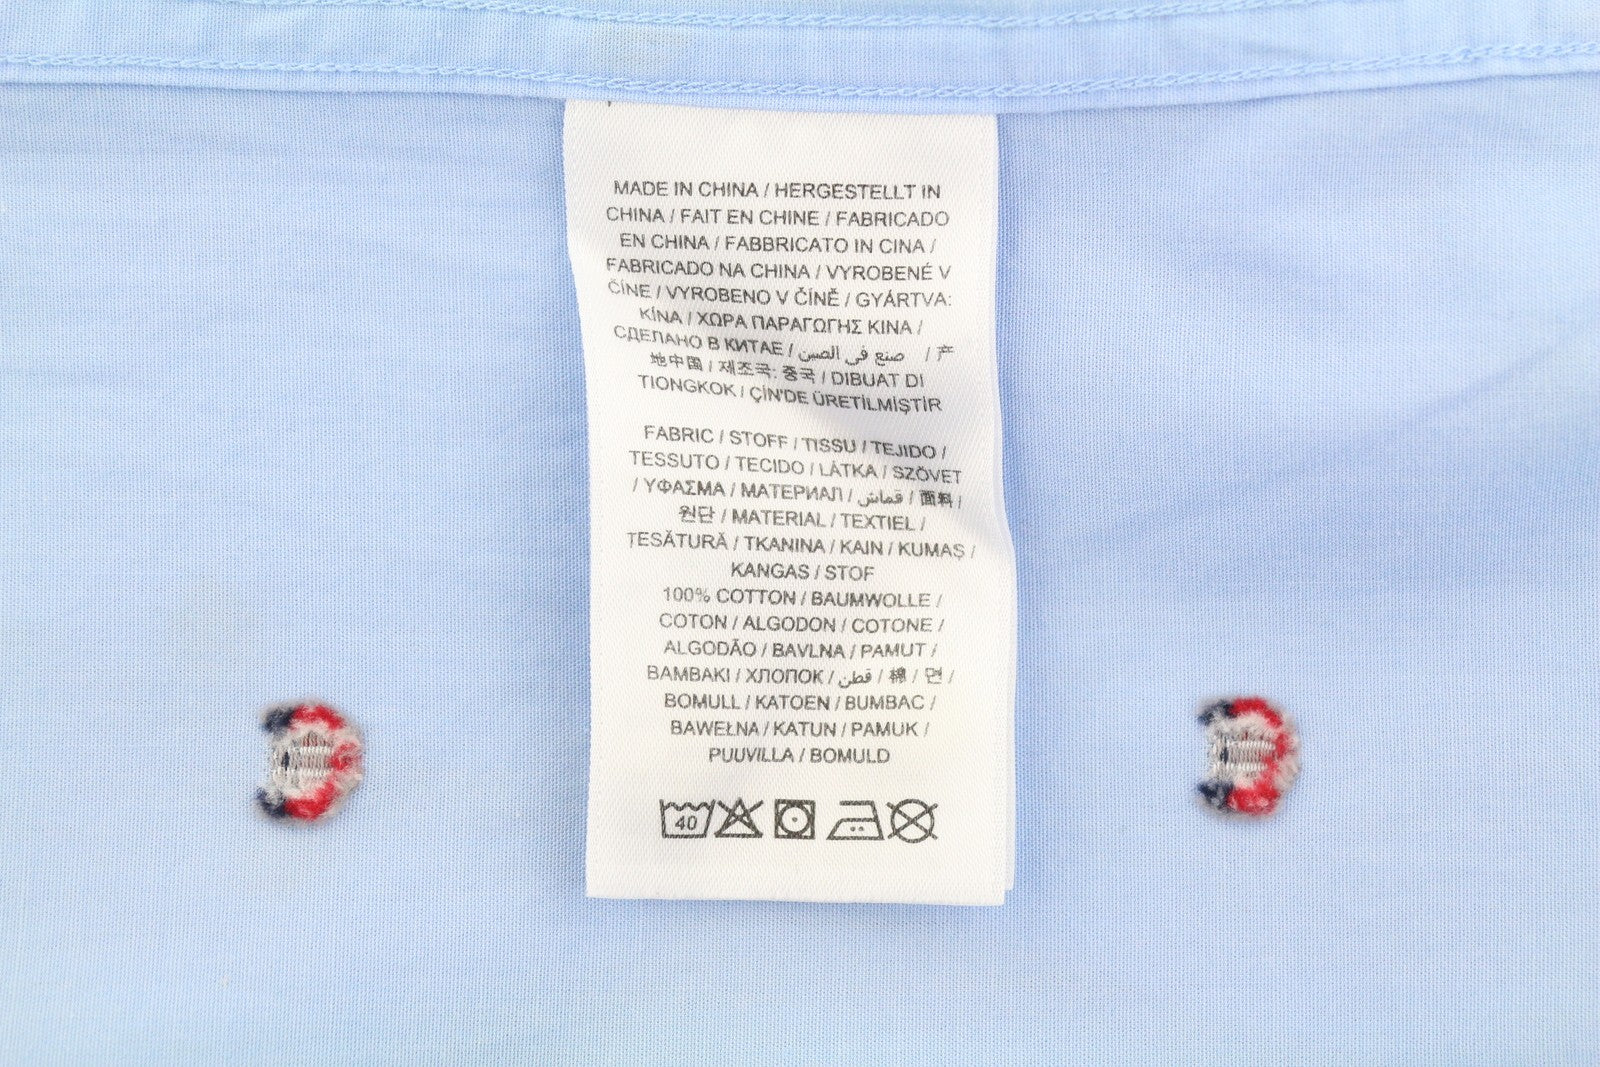 MADE IN CHINA / HERGESTELLT IN
CHINA / FAIT EN CHINE / FABRICADO
EN CHINA / FABBRICATO IN CINA /
FABRICADO NA CHINA / VYROBENÉ V
ČÍNE / VYROBENO V ČÍNĚ / GYÁRTVA:
KÍNA / ΧΩΡΑ ΠΑΡΑΓΩΓΗΣ ΚΙΝΑ /
СДЕЛАНО В КИТАЕ / صنع في الصين / 产
地中国 / 제조국: 중국 / DIBUAT DI
TIONGKOK / ÇİN'DE ÜRETİLMİŞTİR
FABRIC / STOFF / TISSU / TEJIDO /
TESSUTO / TECIDO / LÁTKA / SZÖVET
/ ΥΦΑΣΜΑ / МАТЕРИАЛ / قماش / 面料 /
원단 / MATERIAL / TEXTIEL /
ȚESĂTURĂ / TKANINA / KAIN / KUMAŞ /
KANGAS / STOF
100% COTTON / BAUMWOLLE /
COTON / ALGODON / COTONE /
ALGODÃO / BAVLNA / PAMUT /
BAMBAKI / ХЛОПОК / قطن / 棉 / 면 /
BOMULL / KATOEN / BUMBAC /
BAWEŁNA / KATUN / PAMUK /
PUUVILLA / BOMULD
40